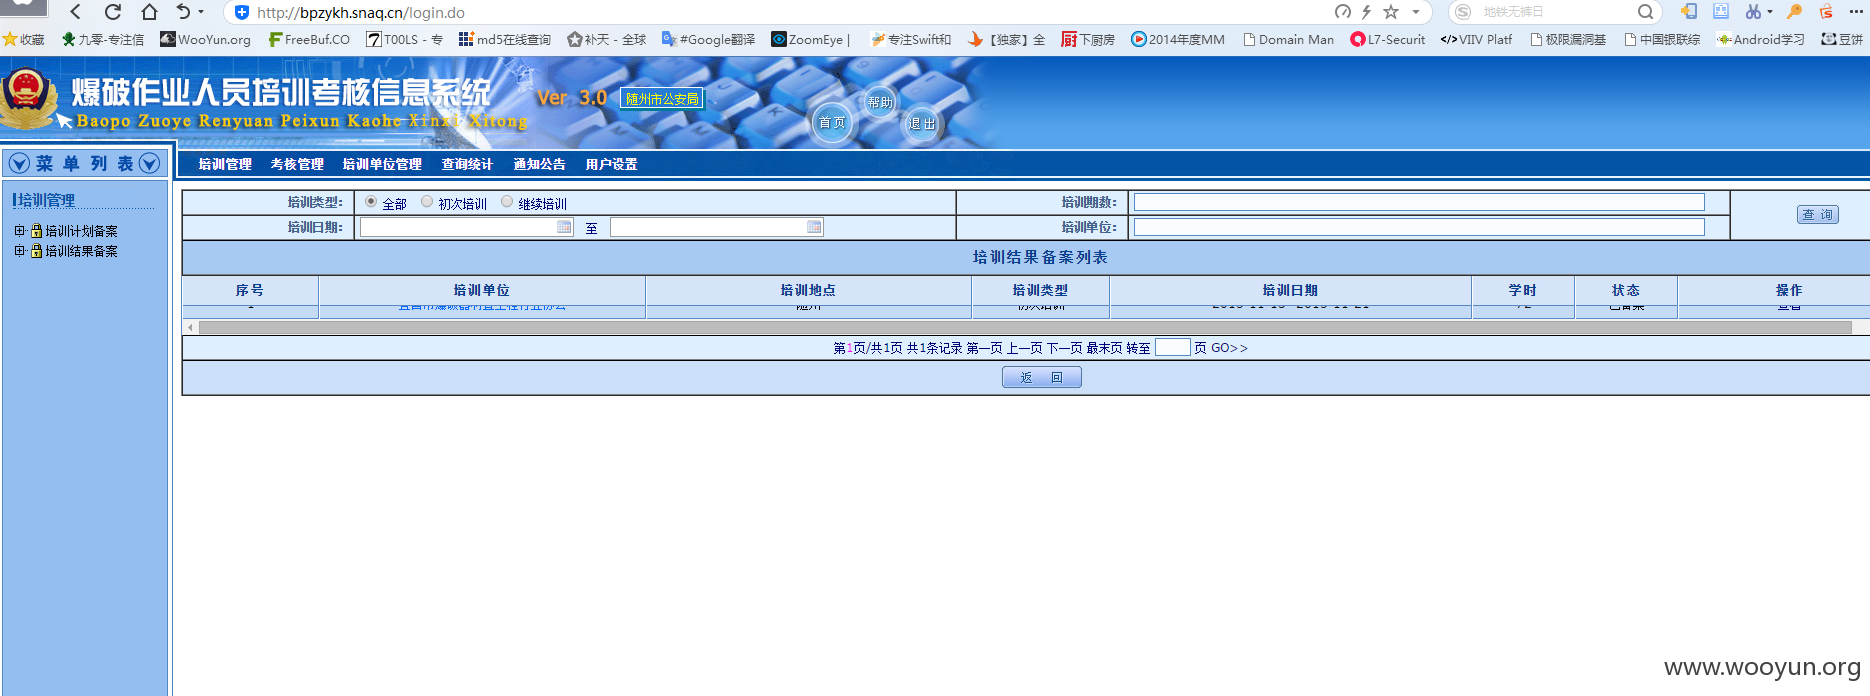 http://bpzykh.snaq.cn/login.do
地铁无裤日
收藏 九零-专注信 WooYun.org FreeBuf.CO T00LS - 专 md5在线查询 补天 - 全球 #Google翻译 ZoomEye | 专注Swift和 【独家】全 下厨房 2014年度MM Domain Man L7-Securit VIIV Platf 极限漏洞基 中国银联综 Android学习 豆饼
爆破作业人员培训考核信息系统 Ver 3.0 随州市公安局
Baopo Zuoye Renyuan Peixun Kaohe Xinxi Xitong
首页 帮助 退出
菜单列表
培训管理 考核管理 培训单位管理 查询统计 通知公告 用户设置
培训管理
培训计划备案
培训结果备案
培训类型: 全部 初次培训 继续培训 培训期数:
培训日期: 至 培训单位:
查 询
培训结果备案列表
序号 培训单位 培训地点 培训类型 培训日期 学时 状态 操作
第1页/共1页 共1条记录 第一页 上一页 下一页 最末页 转至 页 GO>>
返 回
www.wooyun.org